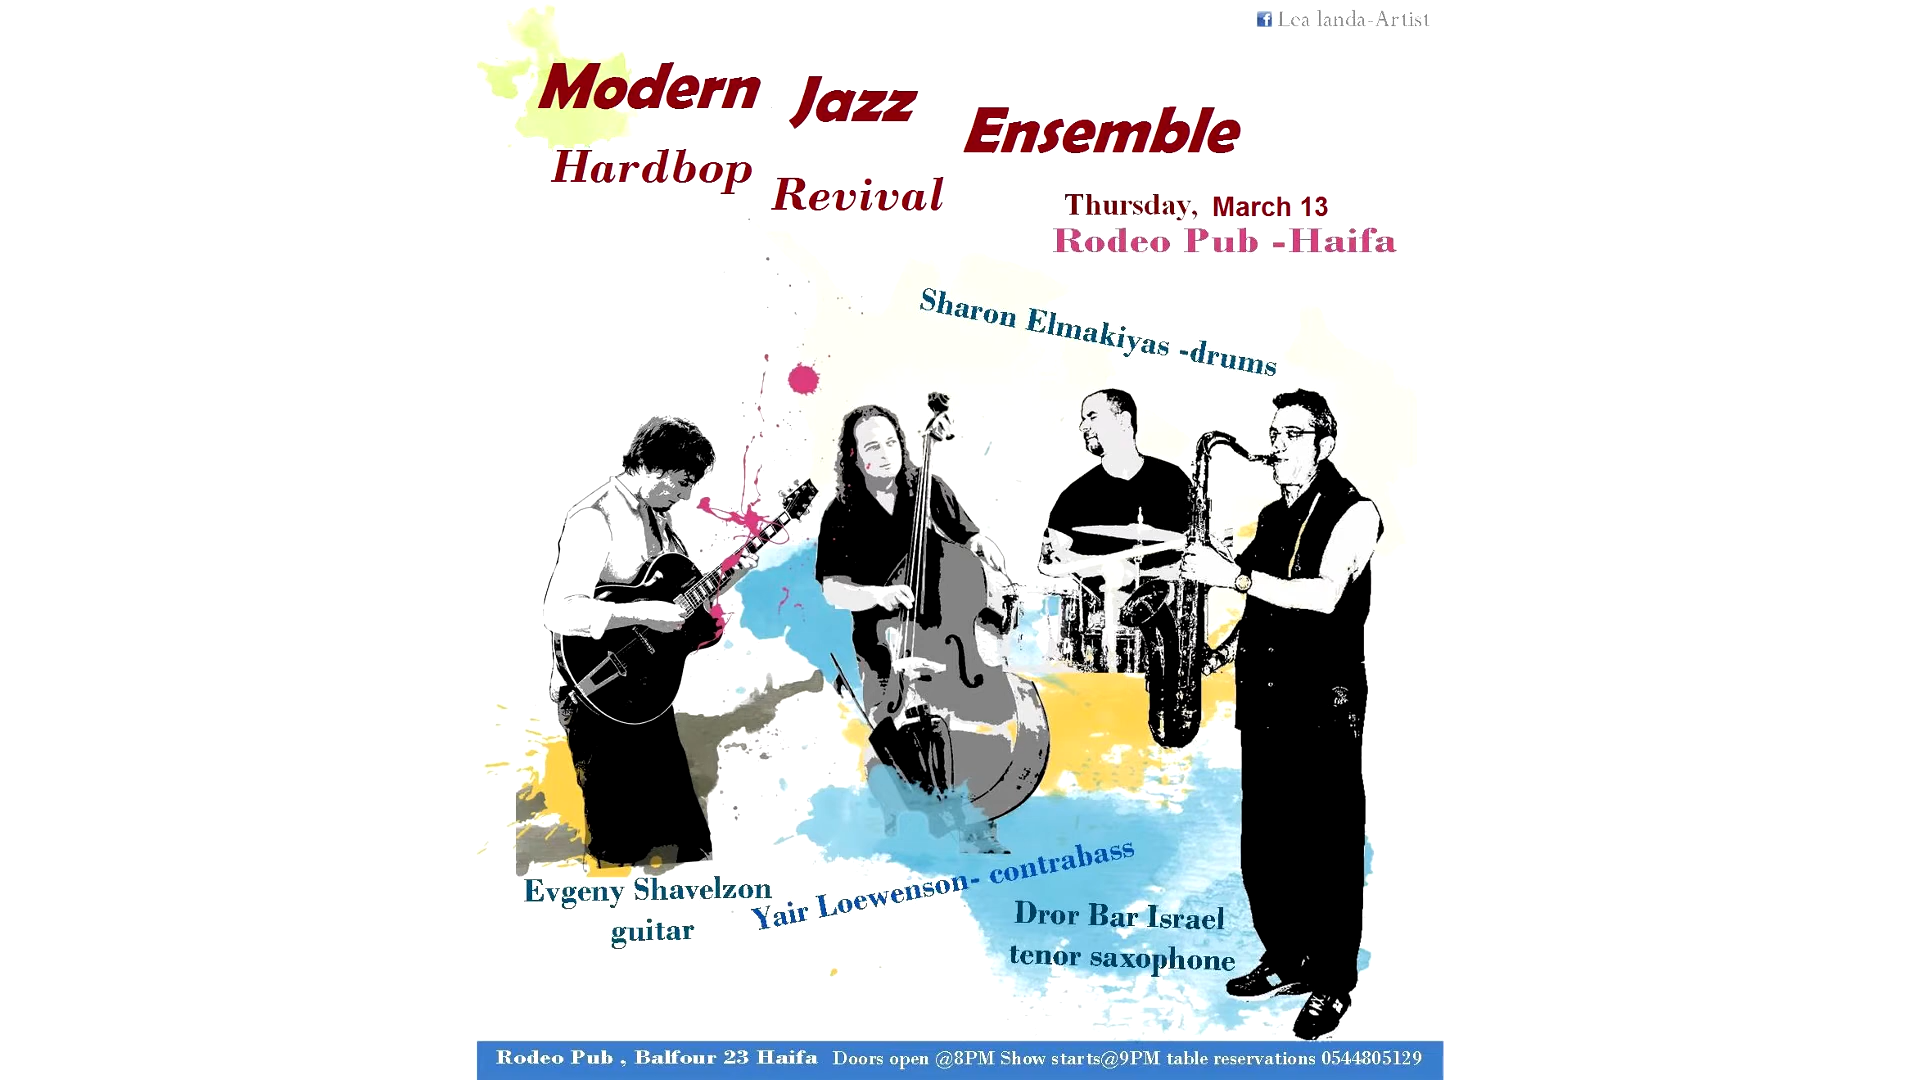 Lea landa-Artist
Modern Jazz Ensemble
Hardbop Revival
Thursday, March 13
Rodeo Pub -Haifa
Sharon Elmakiyas -drums
Evgeny Shavelzon
guitar
Yair Loewenson- contrabass
Dror Bar Israel
tenor saxophone
Rodeo Pub , Balfour 23 Haifa Doors open @8PM Show starts@9PM table reservations 0544805129